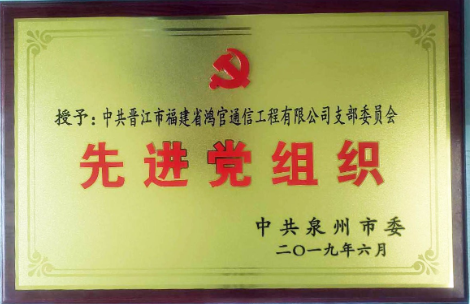 授予：中共晋江市福建省鸿官通信工程有限公司支部委员会
先进党组织
中共泉州市委
二〇一九年六月